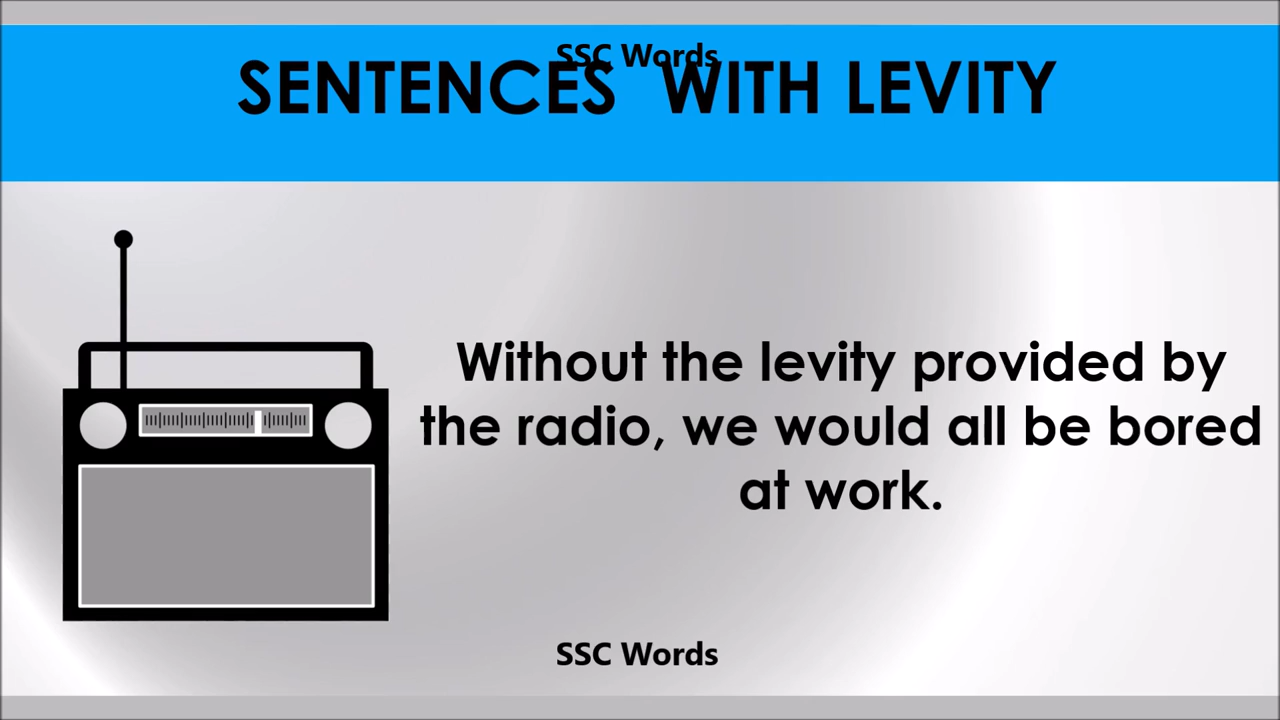 SSC Words
SENTENCES WITH LEVITY
Without the levity provided by
the radio, we would all be bored
at work.
SSC Words